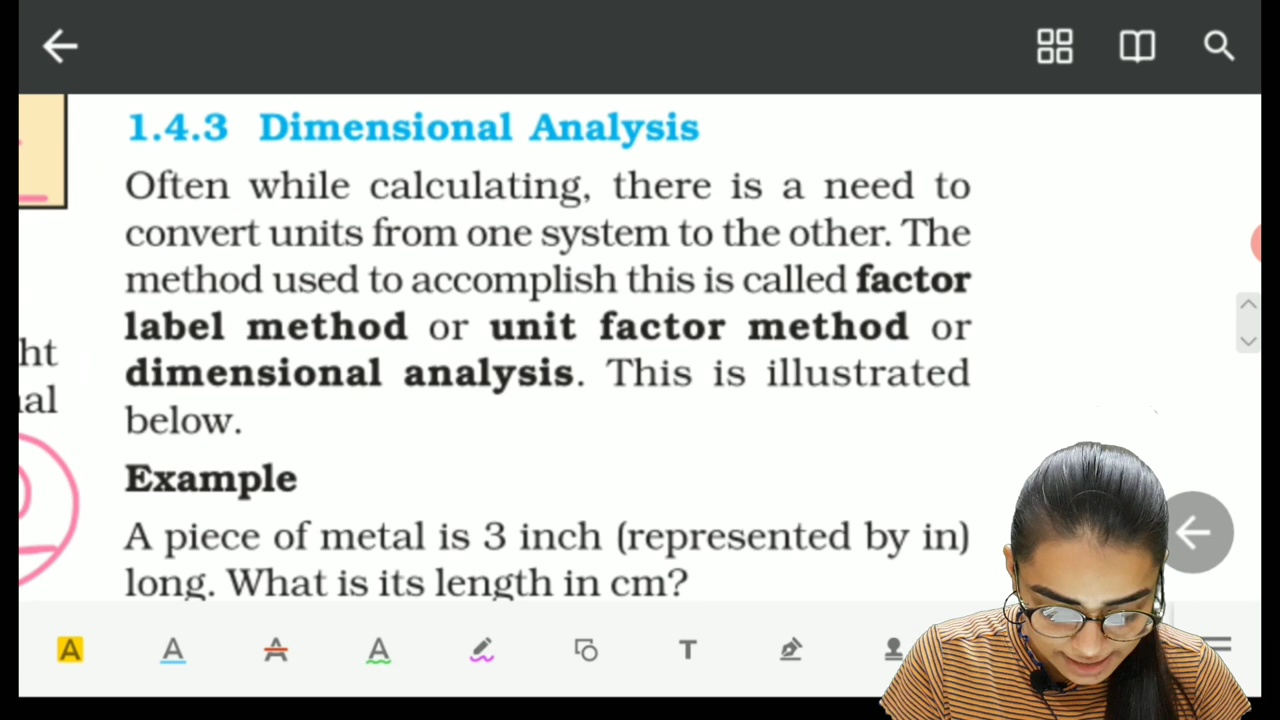 1.4.3 Dimensional Analysis
Often while calculating, there is a need to
convert units from one system to the other. The
method used to accomplish this is called factor
label method or unit factor method or
dimensional analysis. This is illustrated
below.
ht
al
Example
A piece of metal is 3 inch (represented by in)
long. What is its length in cm?
A A A A T